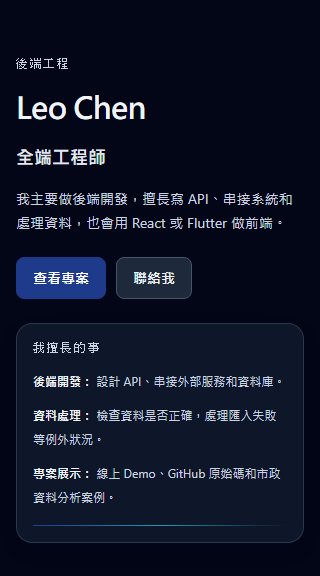 後端工程
Leo Chen
全端工程師
我主要做後端開發，擅長寫 API、串接系統和
處理資料，也會用 React 或 Flutter 做前端。
查看專案
聯絡我
我擅長的事
後端開發： 設計 API、串接外部服務和資料庫。
資料處理： 檢查資料是否正確，處理匯入失敗
等例外狀況。
專案展示： 線上 Demo、GitHub 原始碼和市政
資料分析案例。